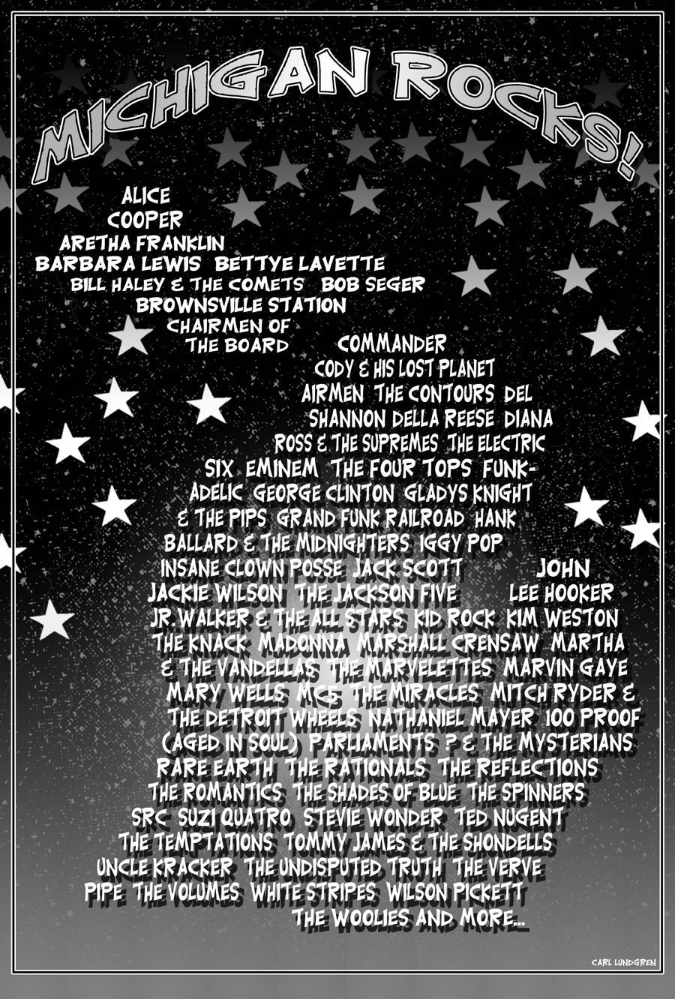 MICHIGAN ROCKS!
ALICE
COOPER
ARETHA FRANKLIN
BARBARA LEWIS BETTYE LAVETTE
BILL HALEY & THE COMETS BOB SEGER
BROWNSVILLE STATION
CHAIRMEN OF
THE BOARD COMMANDER
CODY & HIS LOST PLANET
AIRMEN THE CONTOURS DEL
SHANNON DELLA REESE DIANA
ROSS & THE SUPREMES THE ELECTRIC
SIX EMINEM THE FOUR TOPS FUNK-
ADELIC GEORGE CLINTON GLADYS KNIGHT
& THE PIPS GRAND FUNK RAILROAD HANK
BALLARD & THE MIDNIGHTERS IGGY POP
INSANE CLOWN POSSE JACK SCOTT JOHN
JACKIE WILSON THE JACKSON FIVE LEE HOOKER
JR. WALKER & THE ALL STARS KID ROCK KIM WESTON
THE KNACK MADONNA MARSHALL CRENSAW MARTHA
& THE VANDELLAS THE MARVELETTES MARVIN GAYE
MARY WELLS MC5 THE MIRACLES MITCH RYDER &
THE DETROIT WHEELS NATHANIEL MAYER 100 PROOF
(AGED IN SOUL) PARLIAMENTS ? & THE MYSTERIANS
RARE EARTH THE RATIONALS THE REFLECTIONS
THE ROMANTICS THE SHADES OF BLUE THE SPINNERS
SRC SUZI QUATRO STEVIE WONDER TED NUGENT
THE TEMPTATIONS TOMMY JAMES & THE SHONDELLS
UNCLE KRACKER THE UNDISPUTED TRUTH THE VERVE
PIPE THE VOLUMES WHITE STRIPES WILSON PICKETT
THE WOOLIES AND MORE...
CARL LUNDGREN